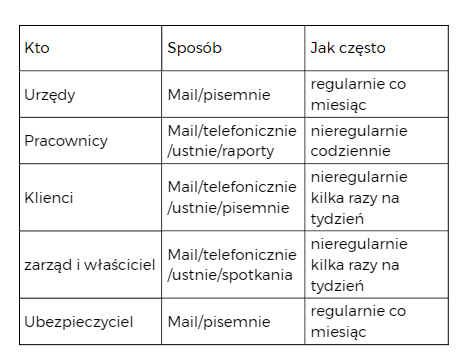 Kto Sposób Jak często
Urzędy Mail/pisemnie regularnie co
miesiąc
Pracownicy Mail/telefonicznie
/ustnie/raporty nieregularnie
codziennie
Klienci Mail/telefonicznie
/ustnie/pisemnie nieregularnie
kilka razy na
tydzień
zarząd i właściciel Mail/telefonicznie
/ustnie/spotkania nieregularnie
kilka razy na
tydzień
Ubezpieczyciel Mail/pisemnie regularnie co
miesiąc